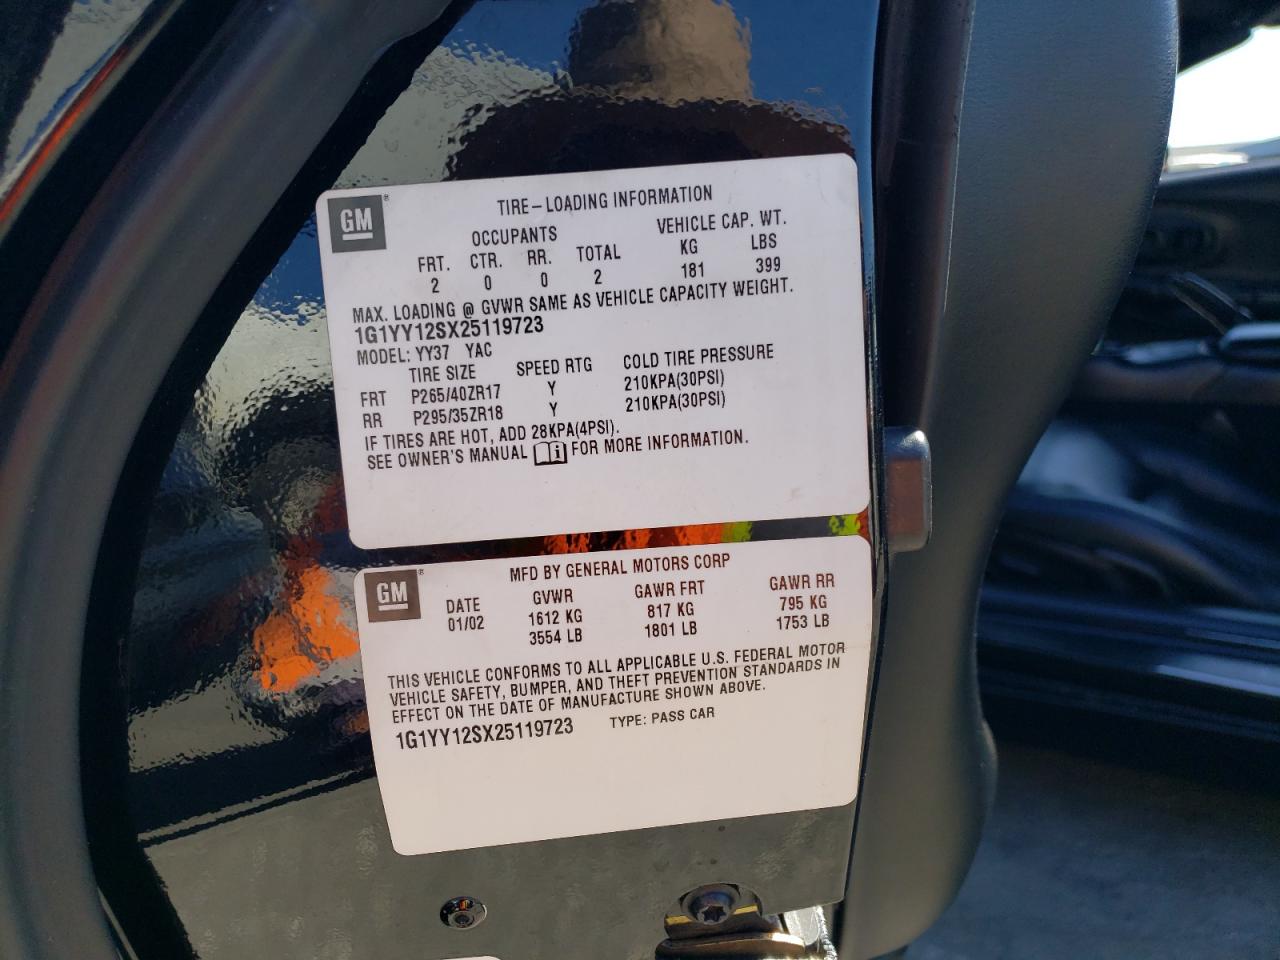 GM ®
TIRE-LOADING INFORMATION
OCCUPANTS VEHICLE CAP. WT.
FRT. CTR. RR. TOTAL KG LBS
2 0 0 2 181 399
MAX. LOADING @ GVWR SAME AS VEHICLE CAPACITY WEIGHT.
1G1YY12SX25119723
MODEL: YY37 YAC
TIRE SIZE SPEED RTG COLD TIRE PRESSURE
FRT P265/40ZR17 Y 210KPA(30PSI)
RR P295/35ZR18 Y 210KPA(30PSI)
IF TIRES ARE HOT, ADD 28KPA(4PSI).
SEE OWNER'S MANUAL i FOR MORE INFORMATION.
GM ®
MFD BY GENERAL MOTORS CORP
DATE GVWR GAWR FRT GAWR RR
01/02 1612 KG 817 KG 795 KG
3554 LB 1801 LB 1753 LB
THIS VEHICLE CONFORMS TO ALL APPLICABLE U.S. FEDERAL MOTOR
VEHICLE SAFETY, BUMPER, AND THEFT PREVENTION STANDARDS IN
EFFECT ON THE DATE OF MANUFACTURE SHOWN ABOVE.
1G1YY12SX25119723 TYPE: PASS CAR